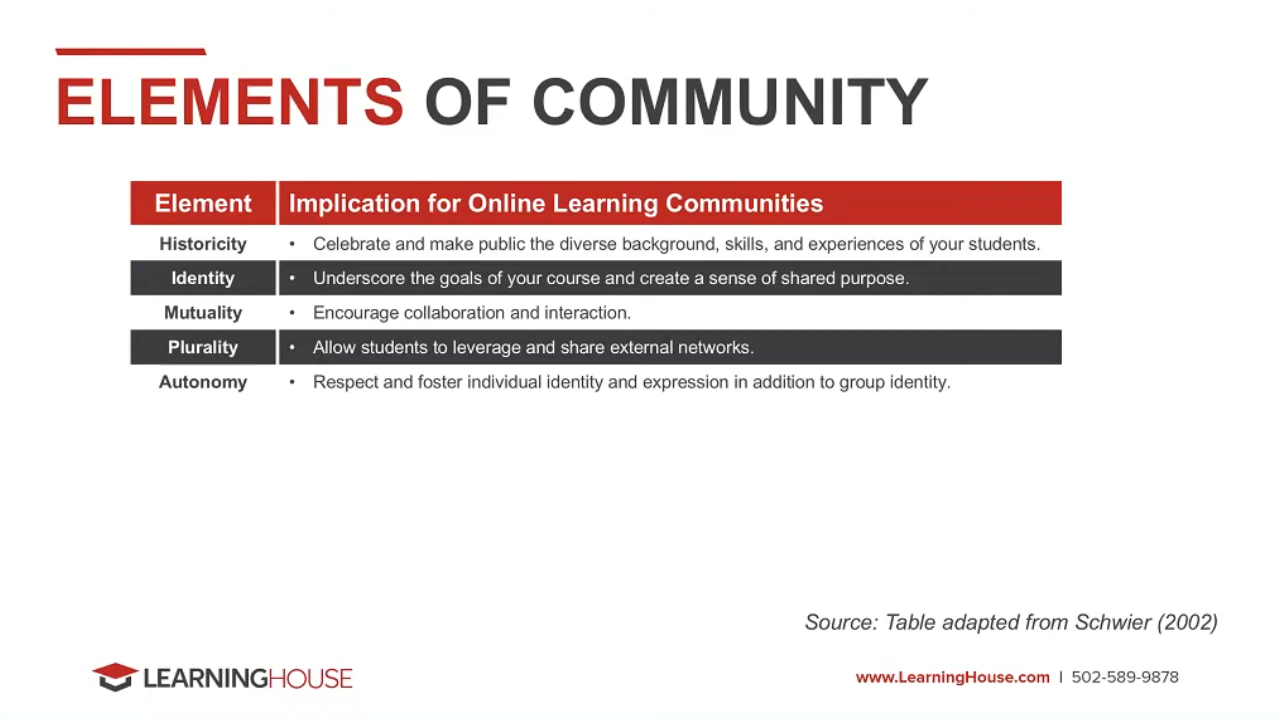 ELEMENTS OF COMMUNITY
Element Implication for Online Learning Communities
Historicity • Celebrate and make public the diverse background, skills, and experiences of your students.
Identity • Underscore the goals of your course and create a sense of shared purpose.
Mutuality • Encourage collaboration and interaction.
Plurality • Allow students to leverage and share external networks.
Autonomy • Respect and foster individual identity and expression in addition to group identity.
Source: Table adapted from Schwier (2002)
LEARNINGHOUSE
www.LearningHouse.com | 502-589-9878